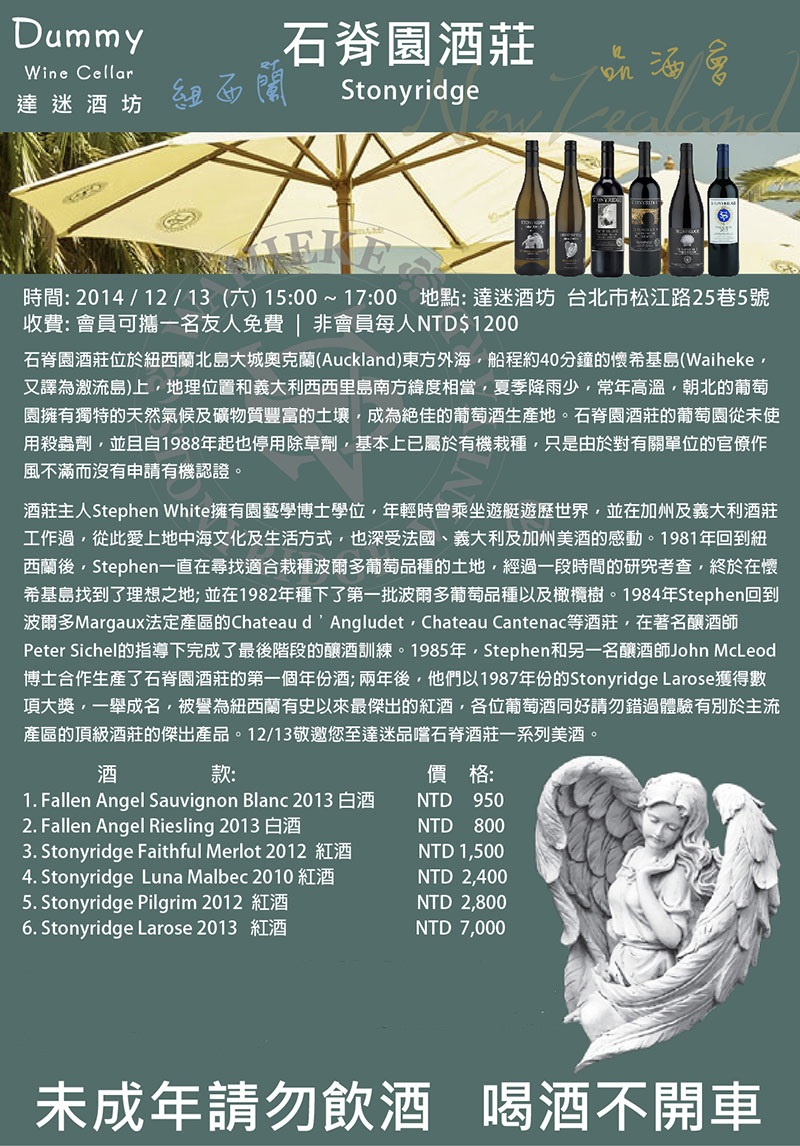 Dummy
Wine Cellar
達迷酒坊
紐西蘭
石脊園酒莊
Stonyridge
品酒會
New Zealand
時間: 2014 / 12 / 13 (六) 15:00 ~ 17:00 地點: 達迷酒坊 台北市松江路25巷5號
收費: 會員可攜一名友人免費 | 非會員每人NTD$1200
石脊園酒莊位於紐西蘭北島大城奧克蘭(Auckland)東方外海，船程約40分鐘的懷希基島(Waiheke，
又譯為激流島)上，地理位置和義大利西西里島南方緯度相當，夏季降雨少，常年高溫，朝北的葡萄
園擁有獨特的天然氣候及礦物質豐富的土壤，成為絕佳的葡萄酒生產地。石脊園酒莊的葡萄園從未使
用殺蟲劑，並且自1988年起也停用除草劑，基本上已屬於有機栽種，只是由於對有關單位的官僚作
風不滿而沒有申請有機認證。
酒莊主人Stephen White擁有園藝學博士學位，年輕時曾乘坐遊艇遊歷世界，並在加州及義大利酒莊
工作過，從此愛上地中海文化及生活方式，也深受法國、義大利及加州美酒的感動。1981年回到紐
西蘭後，Stephen一直在尋找適合栽種波爾多葡萄品種的土地，經過一段時間的研究考查，終於在懷
希基島找到了理想之地; 並在1982年種下了第一批波爾多葡萄品種以及橄欖樹。1984年Stephen回到
波爾多Margaux法定產區的Chateau d ’ Angludet，Chateau Cantenac等酒莊，在著名釀酒師
Peter Sichel的指導下完成了最後階段的釀酒訓練。1985年，Stephen和另一名釀酒師John McLeod
博士合作生產了石脊園酒莊的第一個年份酒; 兩年後，他們以1987年份的Stonyridge Larose獲得數
項大獎，一舉成名，被譽為紐西蘭有史以來最傑出的紅酒，各位葡萄酒同好請勿錯過體驗有別於主流
產區的頂級酒莊的傑出產品。12/13敬邀您至達迷品嚐石脊酒莊一系列美酒。
酒 款: 價 格:
1. Fallen Angel Sauvignon Blanc 2013 白酒 NTD 950
2. Fallen Angel Riesling 2013 白酒 NTD 800
3. Stonyridge Faithful Merlot 2012 紅酒 NTD 1,500
4. Stonyridge Luna Malbec 2010 紅酒 NTD 2,400
5. Stonyridge Pilgrim 2012 紅酒 NTD 2,800
6. Stonyridge Larose 2013 紅酒 NTD 7,000
未成年請勿飲酒 喝酒不開車